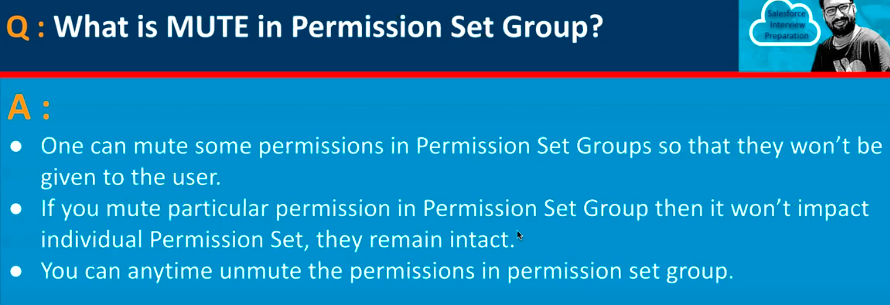 Q : What is MUTE in Permission Set Group?
Salesforce
Interview
Preparation
A :
● One can mute some permissions in Permission Set Groups so that they won't be
given to the user.
● If you mute particular permission in Permission Set Group then it won't impact
individual Permission Set, they remain intact.
● You can anytime unmute the permissions in permission set group.